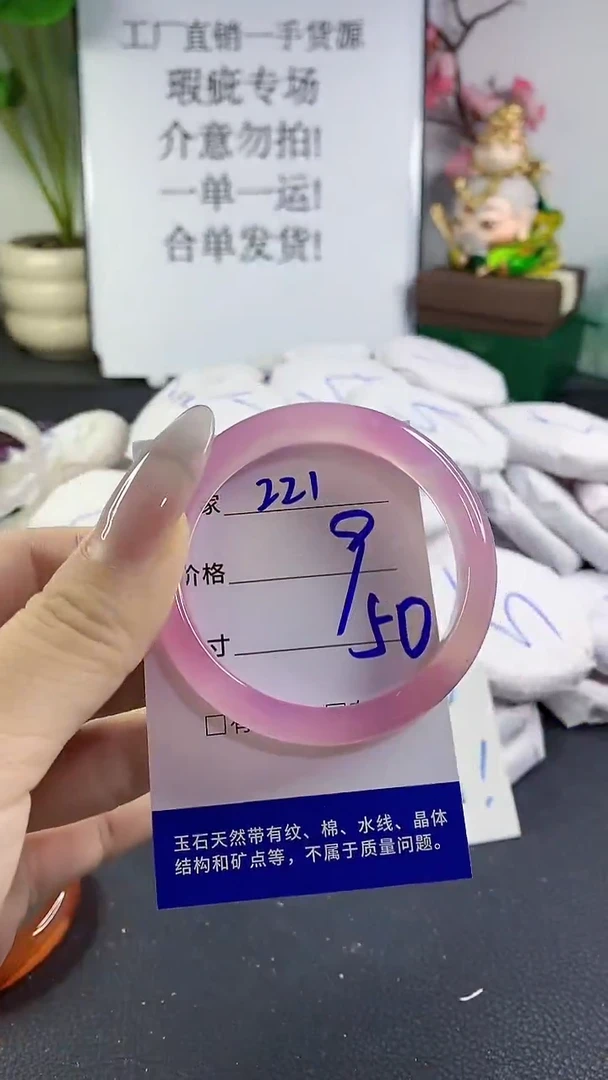 工厂直销一手货源
瑕疵专场
介意勿拍!
一单一运!
合单发货!
家 221
价格 9
寸 50
玉石天然带有纹、棉、水线、晶体
结构和矿点等，不属于质量问题。